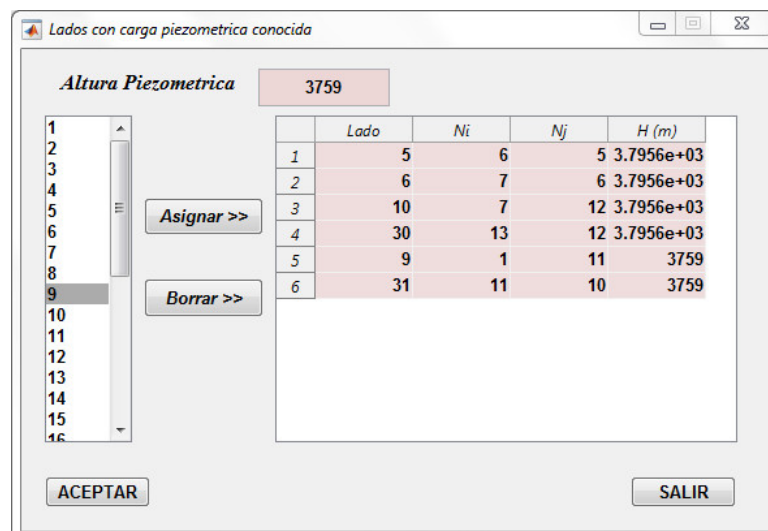 Lados con carga piezometrica conocida
Altura Piezometrica 3759
1
2
3
4
5
6
7
8
9
10
11
12
13
14
15
16
Asignar >>
Borrar >>
Lado Ni Nj H (m)
1 5 6 5 3.7956e+03
2 6 7 6 3.7956e+03
3 10 7 12 3.7956e+03
4 30 13 12 3.7956e+03
5 9 1 11 3759
6 31 11 10 3759
ACEPTAR SALIR